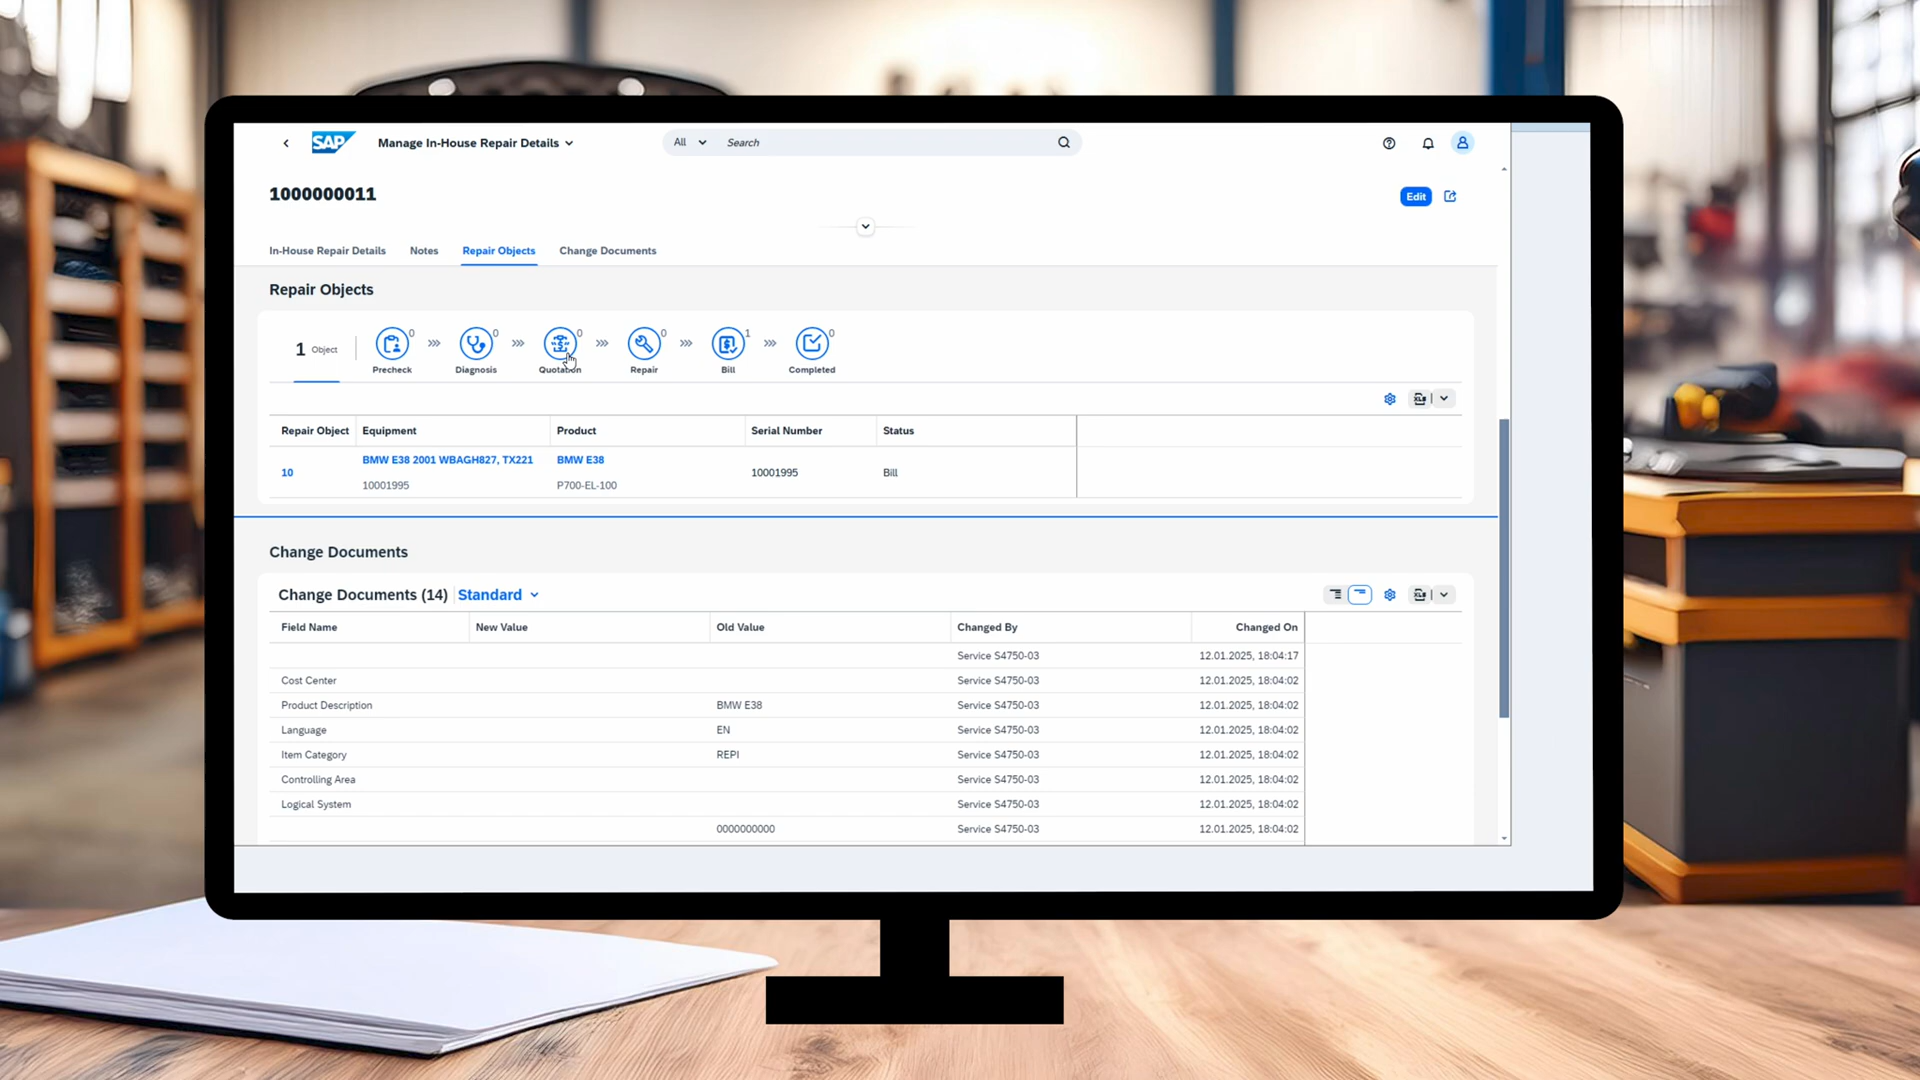 SAP Manage In-House Repair Details All Search
1000000011
Edit
In-House Repair Details Notes Repair Objects Change Documents
Repair Objects
1 Object
0 0 0 0 1 0
Precheck Diagnosis Quotation Repair Bill Completed
Repair Object Equipment Product Serial Number Status
10 BMW E38 2001 WBAGH827, TX221 BMW E38 10001995 Bill
10001995 P700-EL-100
Change Documents
Change Documents (14) Standard
Field Name New Value Old Value Changed By Changed On
Service S4750-03 12.01.2025, 18:04:17
Cost Center Service S4750-03 12.01.2025, 18:04:02
Product Description BMW E38 Service S4750-03 12.01.2025, 18:04:02
Language EN Service S4750-03 12.01.2025, 18:04:02
Item Category REPI Service S4750-03 12.01.2025, 18:04:02
Controlling Area Service S4750-03 12.01.2025, 18:04:02
Logical System Service S4750-03 12.01.2025, 18:04:02
0000000000 Service S4750-03 12.01.2025, 18:04:02